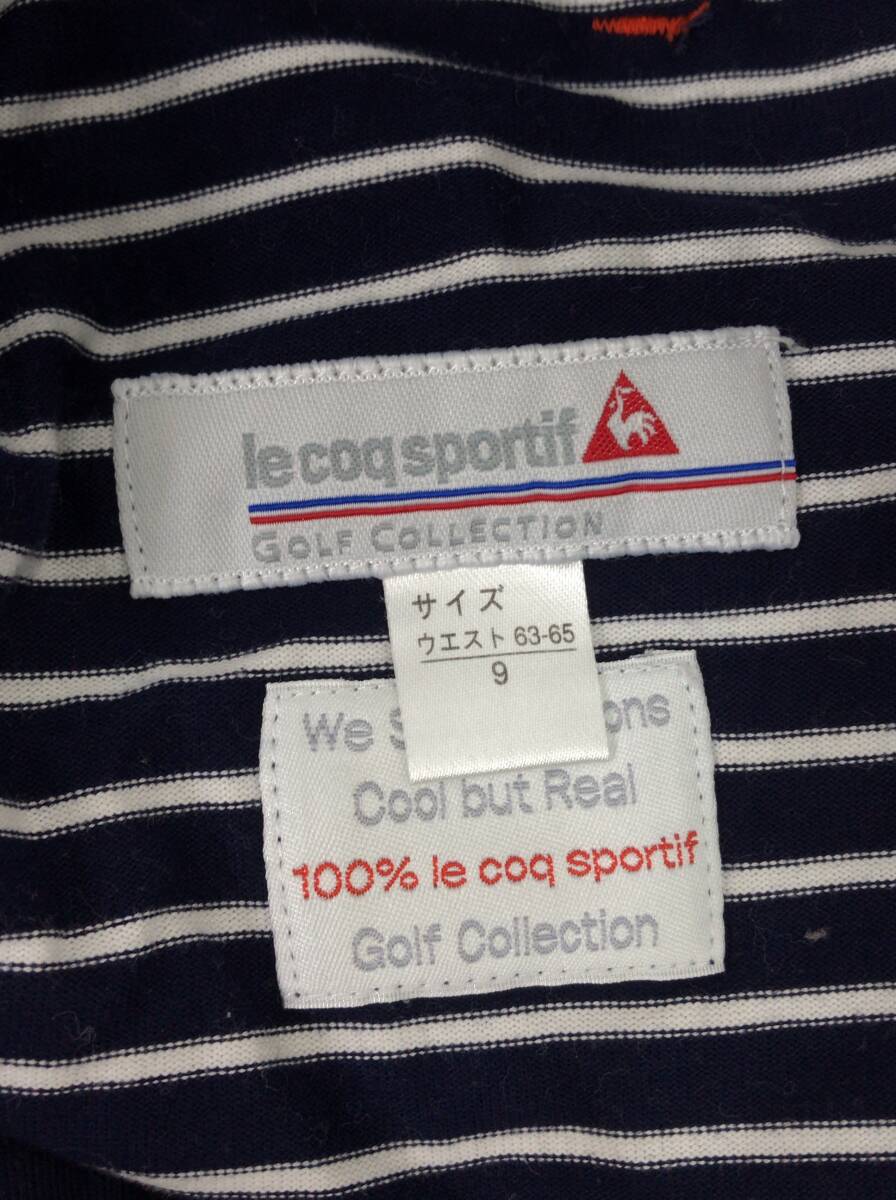 le coq sportif
GOLF COLLECTION
サイズ
ウエスト 63-65
9
We
Cool but Real
100% le coq sportif
Golf Collection